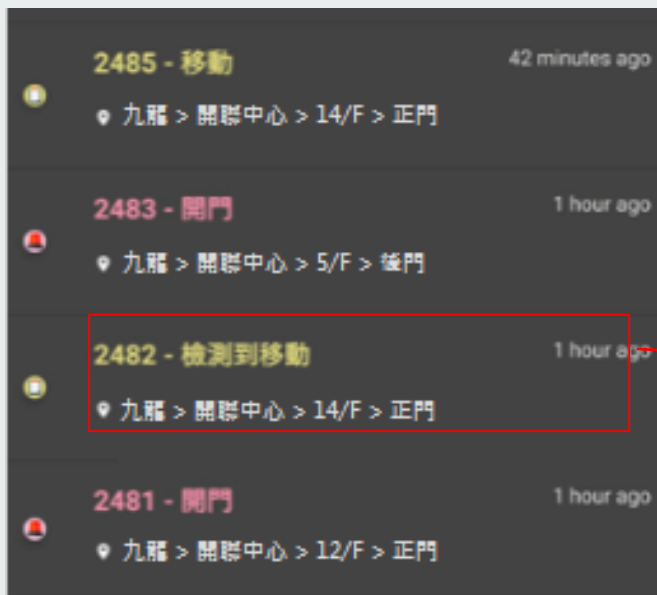 2485 - 移動
42 minutes ago
九龍 > 開聯中心 > 14/F > 正門
2483 - 開門
1 hour ago
九龍 > 開聯中心 > 5/F > 後門
2482 - 檢測到移動
1 hour ago
九龍 > 開聯中心 > 14/F > 正門
2481 - 開門
1 hour ago
九龍 > 開聯中心 > 12/F > 正門